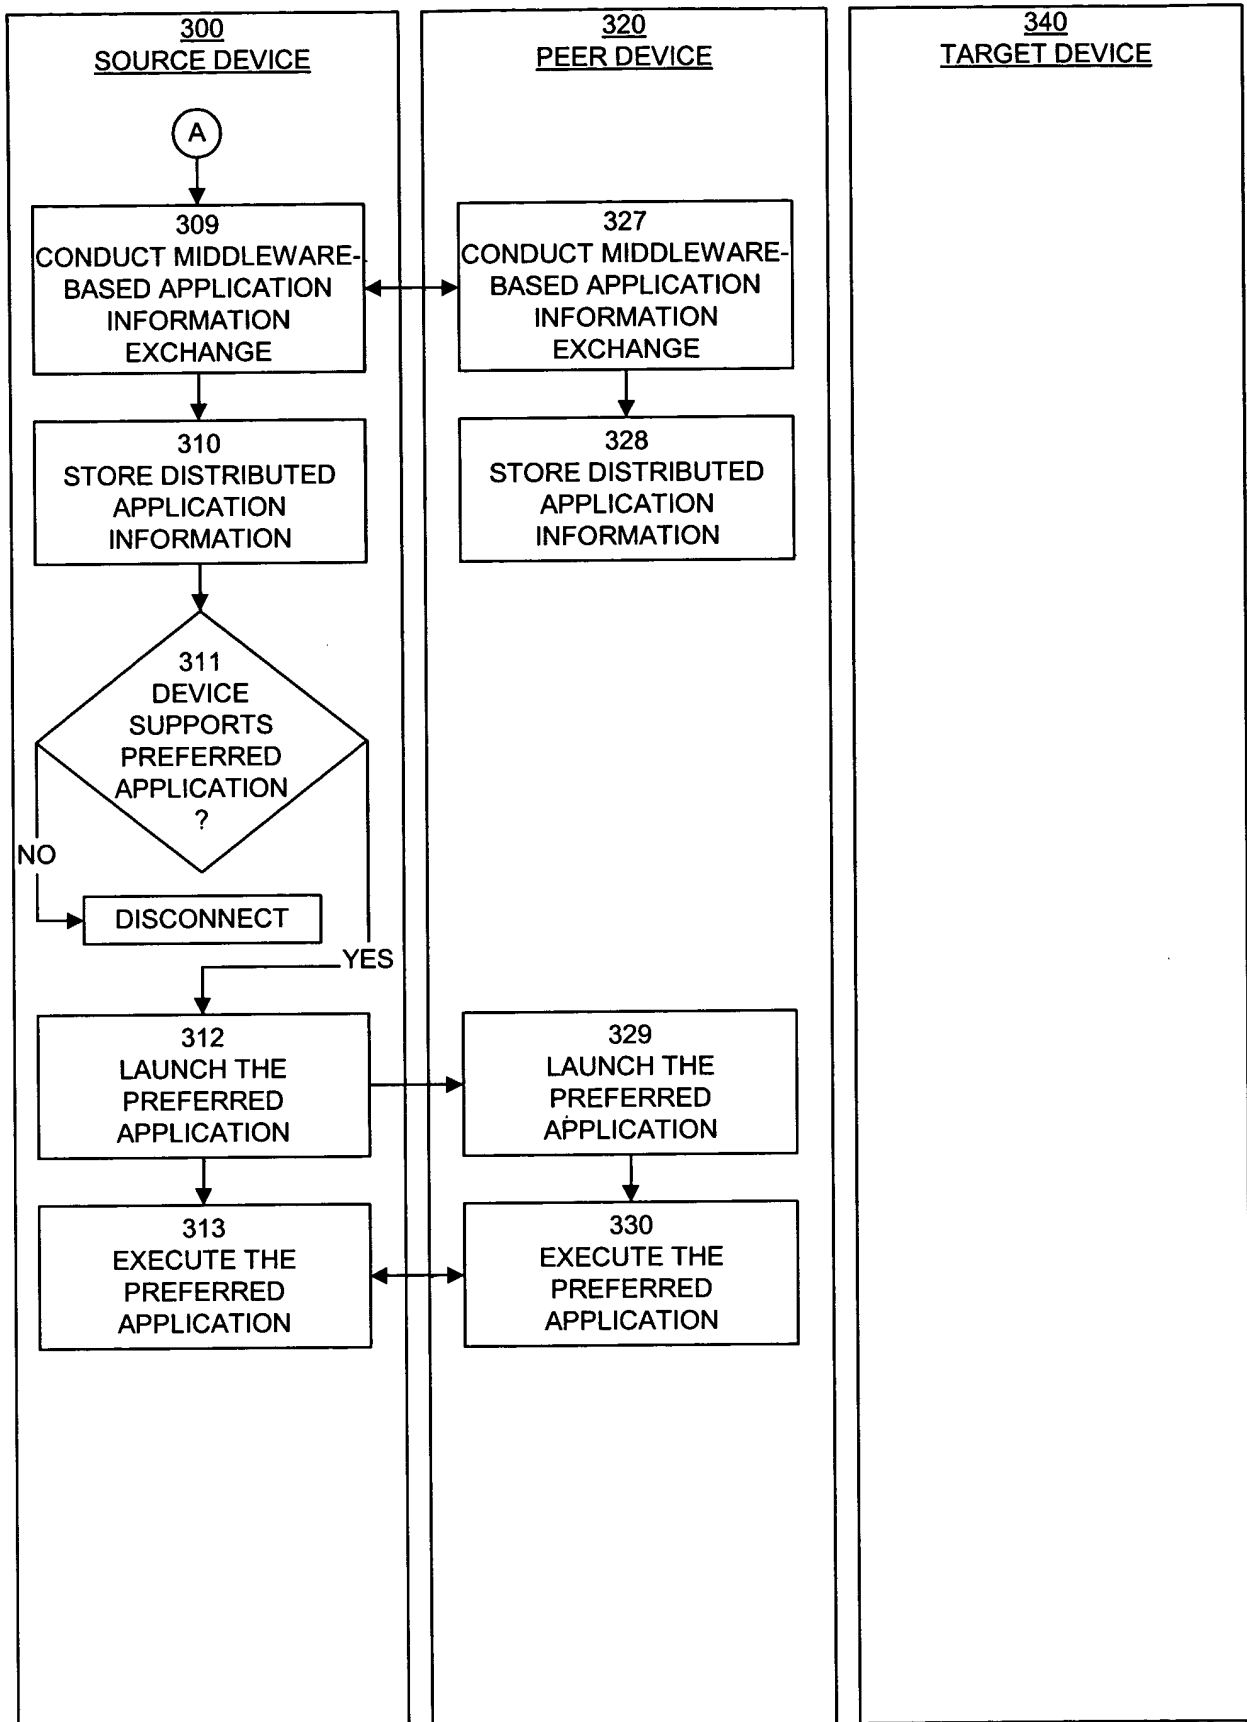 300
SOURCE DEVICE
320
PEER DEVICE
340
TARGET DEVICE
A
309
CONDUCT MIDDLEWARE-
BASED APPLICATION
INFORMATION
EXCHANGE
327
CONDUCT MIDDLEWARE-
BASED APPLICATION
INFORMATION
EXCHANGE
310
STORE DISTRIBUTED
APPLICATION
INFORMATION
328
STORE DISTRIBUTED
APPLICATION
INFORMATION
311
DEVICE
SUPPORTS
PREFERRED
APPLICATION
?
NO
DISCONNECT
YES
312
LAUNCH THE
PREFERRED
APPLICATION
329
LAUNCH THE
PREFERRED
APPLICATION
313
EXECUTE THE
PREFERRED
APPLICATION
330
EXECUTE THE
PREFERRED
APPLICATION